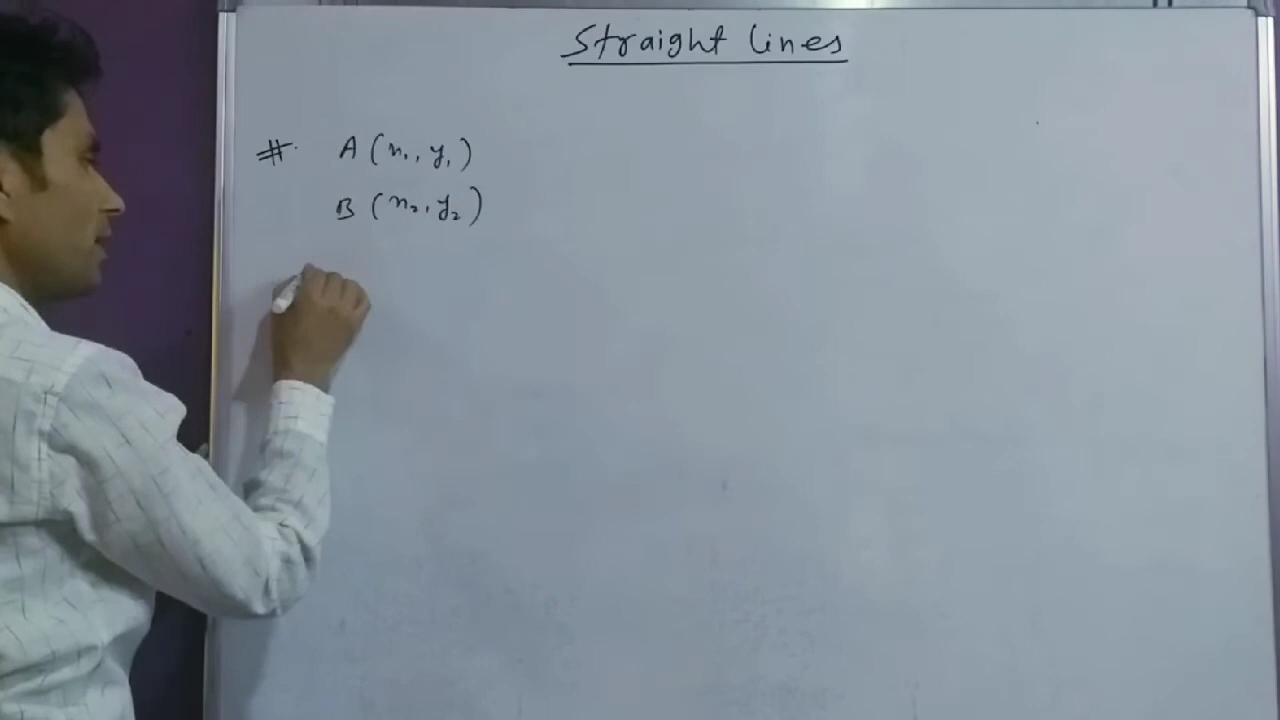 Straight lines
# A (x₁, y₁)
B (x₂, y₂)